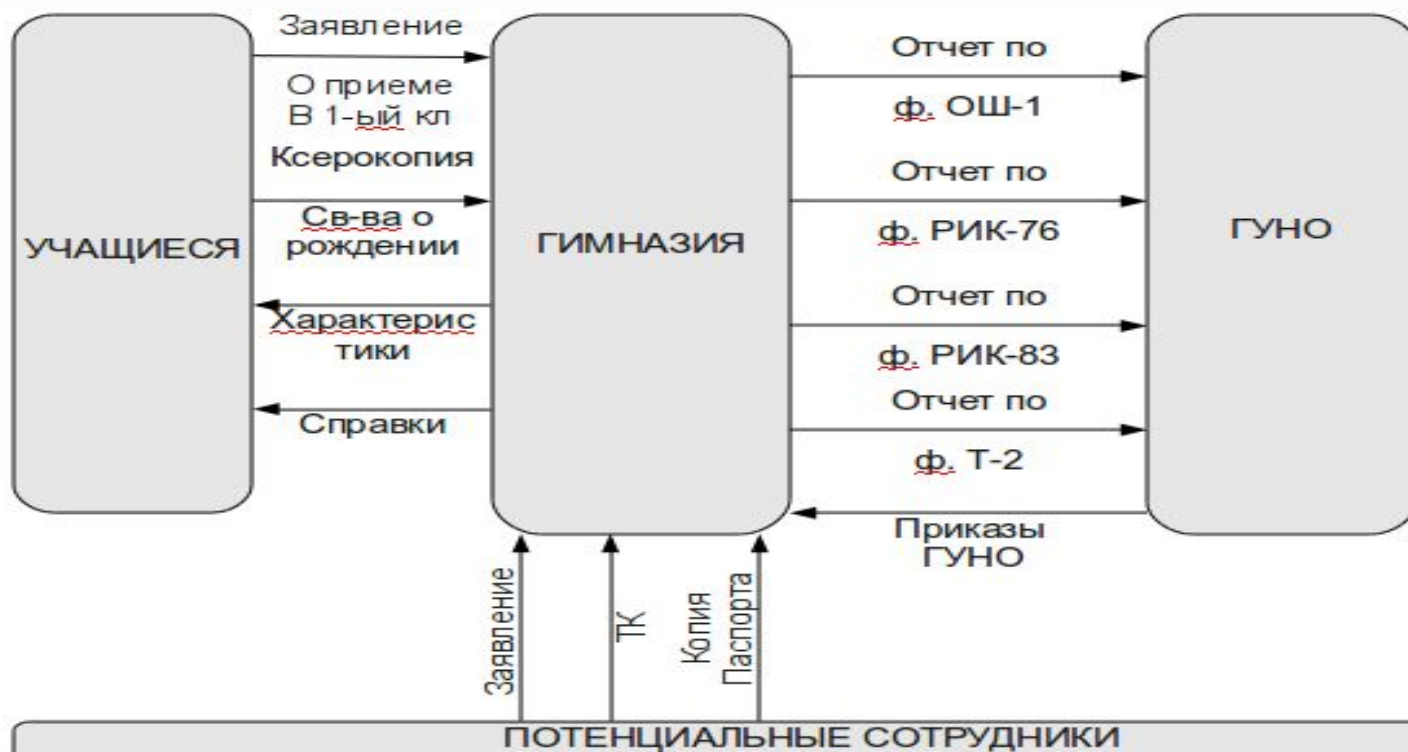 УЧАЩИЕСЯ
Заявление
О приеме
В 1-ый кл
Ксерокопия
Св-ва о
рождении
Характерис
тики
Справки
ГИМНАЗИЯ
Отчет по
ф. ОШ-1
Отчет по
ф. РИК-76
Отчет по
ф. РИК-83
Отчет по
ф. Т-2
Приказы
ГУНО
ГУНО
Заявление
ТК
Копия
Паспорта
ПОТЕНЦИАЛЬНЫЕ СОТРУДНИКИ